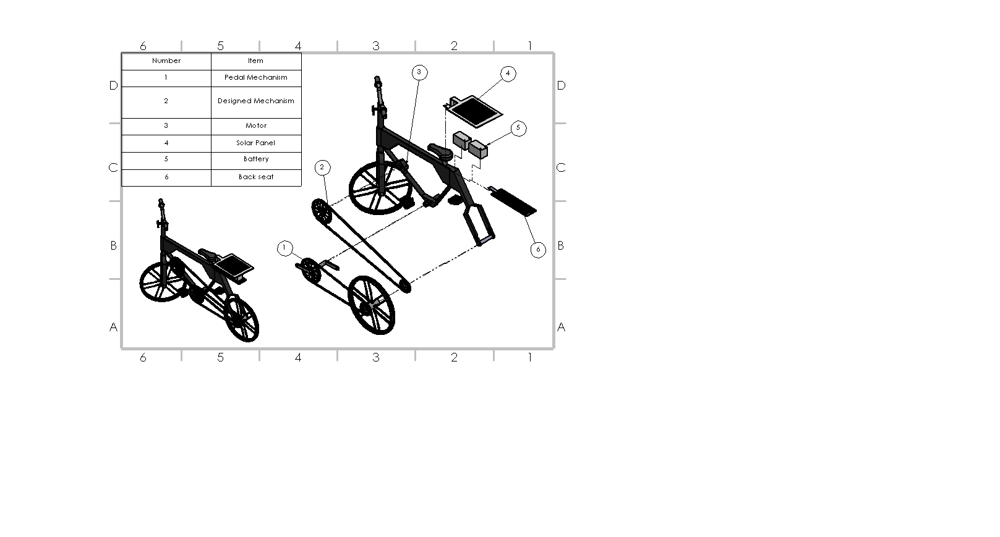 6 5 4 3 2 1
Number Item
1 Pedal Mechanism
2 Designed Mechanism
3 Motor
4 Solar Panel
5 Battery
6 Back seat
D D
C C
B B
A A
3
4
5
2
1
6
6 5 4 3 2 1